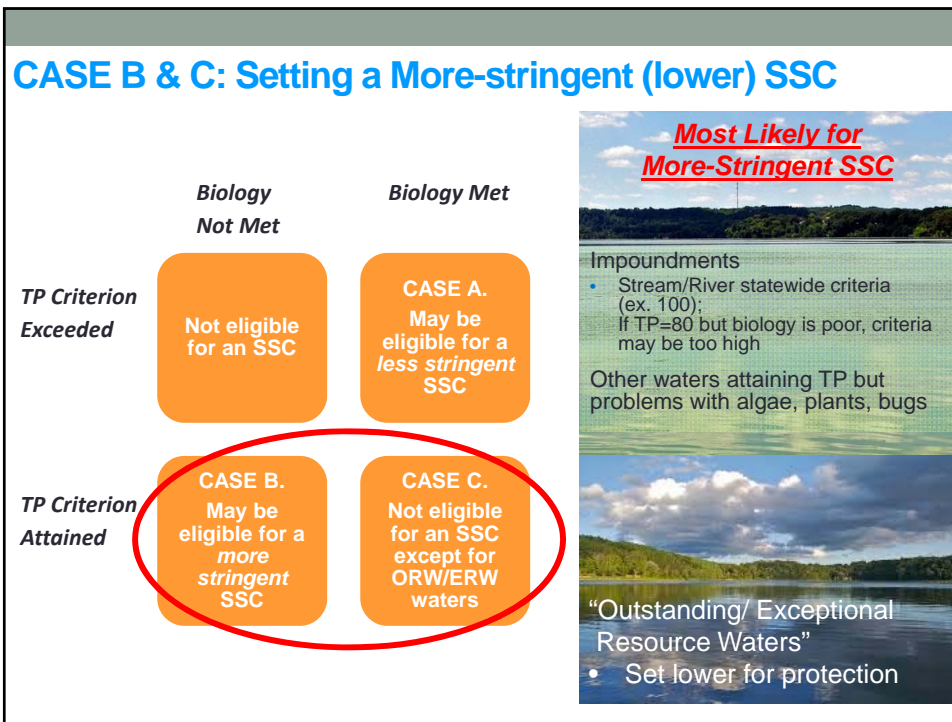 CASE B & C: Setting a More-stringent (lower) SSC
Biology
Not Met
Biology Met
TP Criterion
Exceeded
Not eligible
for an SSC
CASE A.
May be
eligible for a
less stringent
SSC
TP Criterion
Attained
CASE B.
May be
eligible for a
more
stringent
SSC
CASE C.
Not eligible
for an SSC
except for
ORW/ERW
waters
Most Likely for
More-Stringent SSC
Impoundments
• Stream/River statewide criteria
(ex. 100);
If TP=80 but biology is poor, criteria
may be too high
Other waters attaining TP but
problems with algae, plants, bugs
“Outstanding/ Exceptional
Resource Waters”
• Set lower for protection